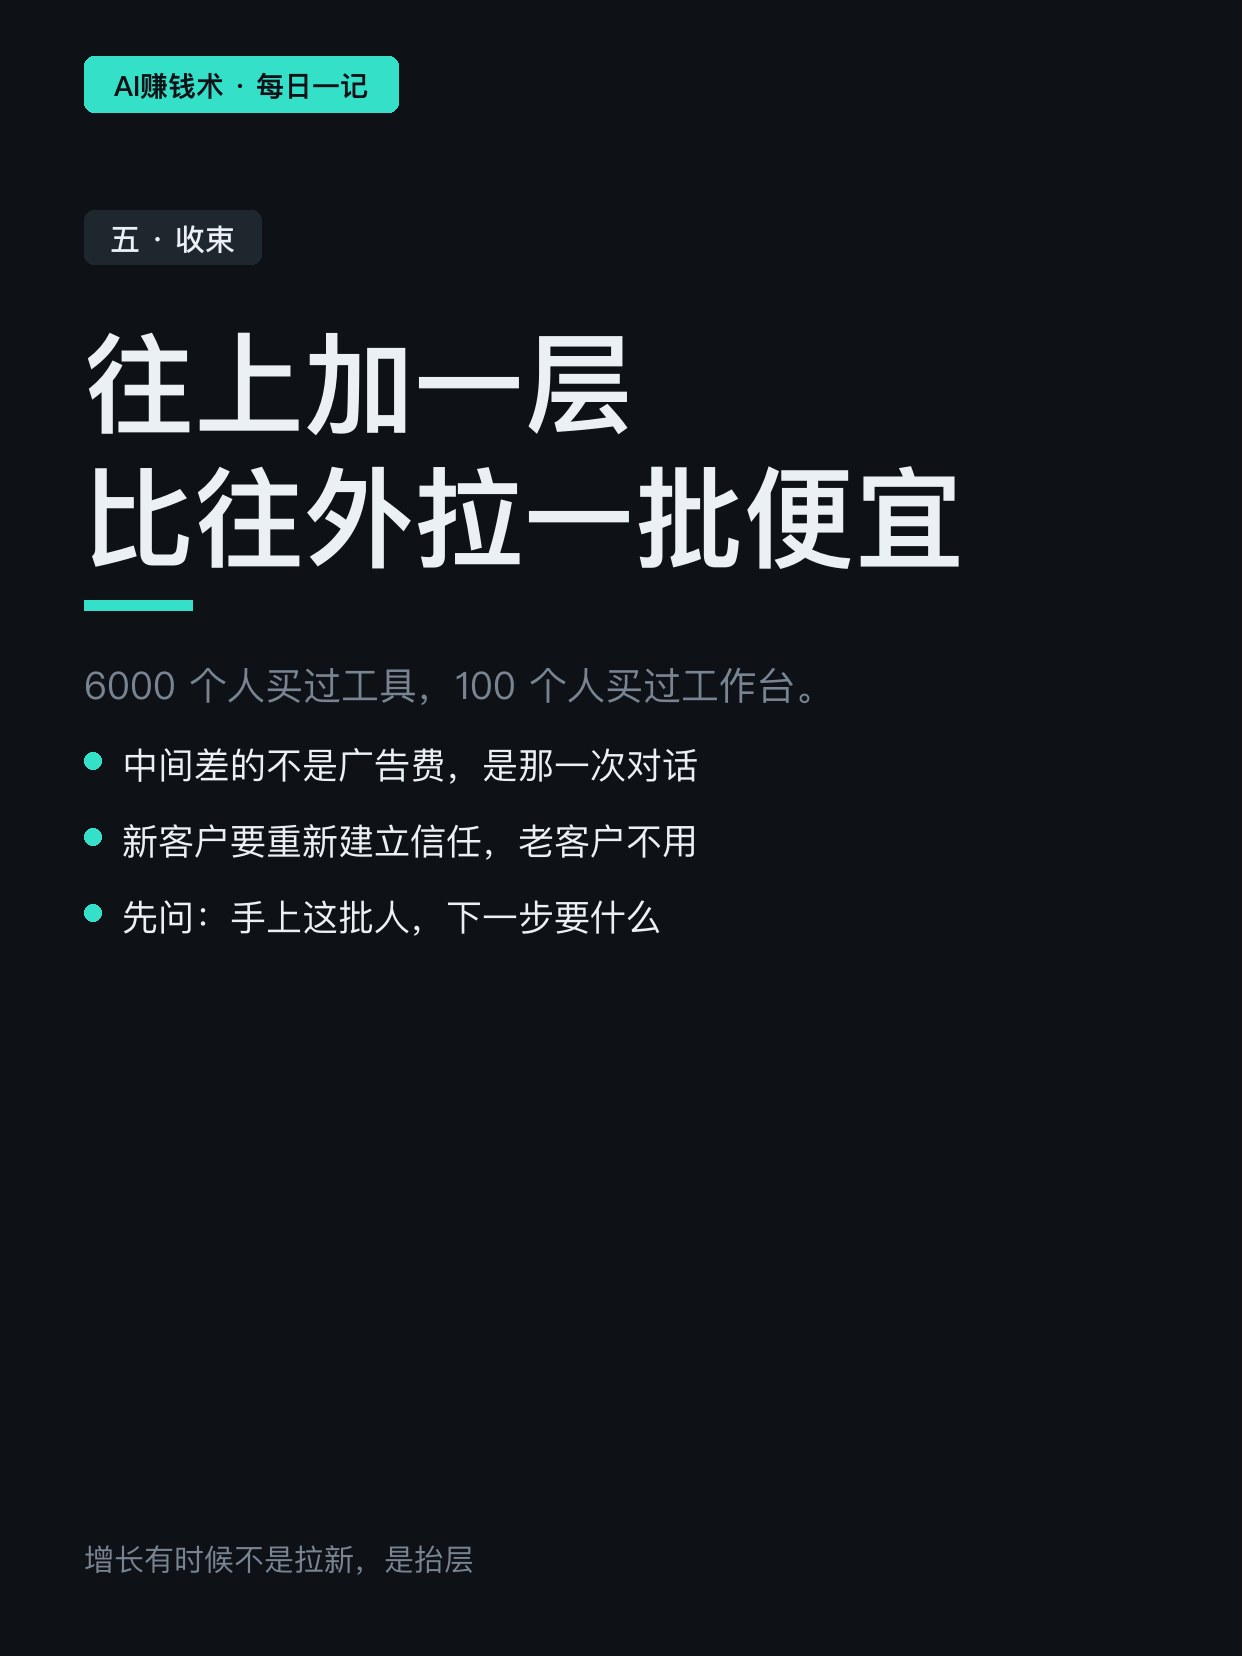 AI赚钱术 · 每日一记
五 · 收束
往上加一层
比往外拉一批便宜
6000 个人买过工具，100 个人买过工作台。
中间差的不是广告费，是那一次对话
新客户要重新建立信任，老客户不用
先问：手上这批人，下一步要什么
增长有时候不是拉新，是抬层